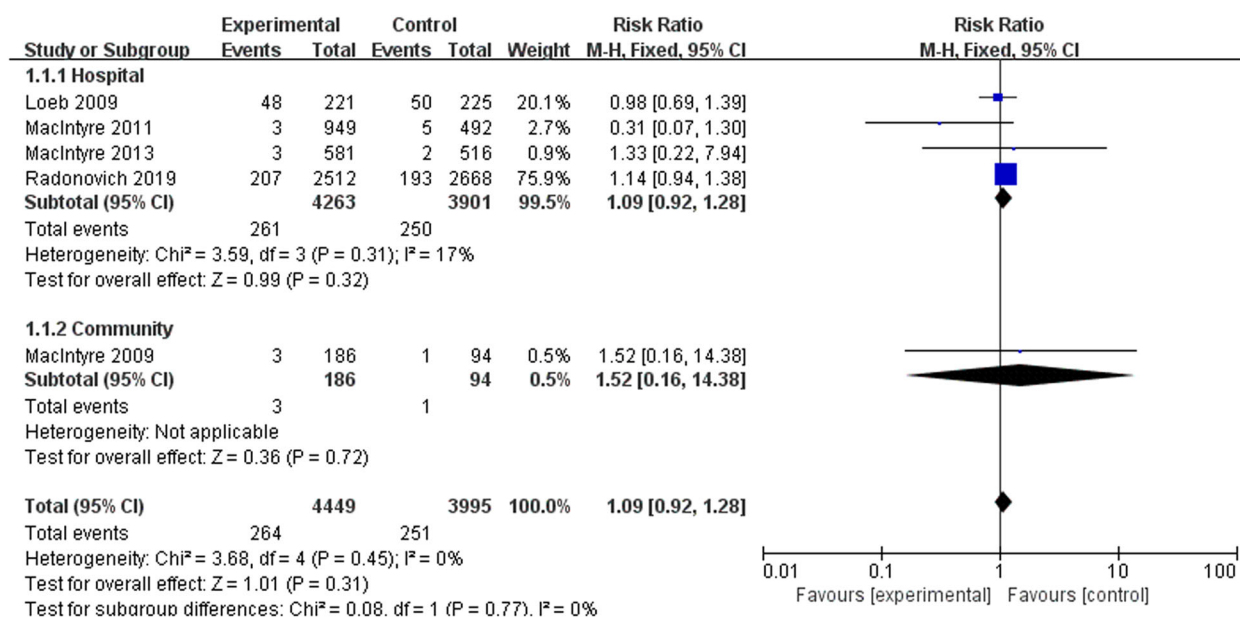 Experimental Control Risk Ratio Risk Ratio
Study or Subgroup Events Total Events Total Weight M-H, Fixed, 95% CI M-H, Fixed, 95% CI
1.1.1 Hospital
Loeb 2009 48 221 50 225 20.1% 0.98 [0.69, 1.39]
MacIntyre 2011 3 949 5 492 2.7% 0.31 [0.07, 1.30]
MacIntyre 2013 3 581 2 516 0.9% 1.33 [0.22, 7.94]
Radonovich 2019 207 2512 193 2668 75.9% 1.14 [0.94, 1.38]
Subtotal (95% CI) 4263 3901 99.5% 1.09 [0.92, 1.28]
Total events 261 250
Heterogeneity: Chi² = 3.59, df = 3 (P = 0.31); I² = 17%
Test for overall effect: Z = 0.99 (P = 0.32)
1.1.2 Community
MacIntyre 2009 3 186 1 94 0.5% 1.52 [0.16, 14.38]
Subtotal (95% CI) 186 94 0.5% 1.52 [0.16, 14.38]
Total events 3 1
Heterogeneity: Not applicable
Test for overall effect: Z = 0.36 (P = 0.72)
Total (95% CI) 4449 3995 100.0% 1.09 [0.92, 1.28]
Total events 264 251
Heterogeneity: Chi² = 3.68, df = 4 (P = 0.45); I² = 0%
Test for overall effect: Z = 1.01 (P = 0.31)
Test for subgroup differences: Chi² = 0.08, df = 1 (P = 0.77), I² = 0%
0.01 0.1 1 10 100
Favours [experimental] Favours [control]